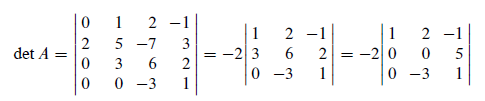 det A = | 0 1 2 −1 | = −2 | 1 2 −1 | = −2 | 1 2 −1 |
| 2 5 −7 3 | | 3 6 2 | | 0 0 5 |
| 0 3 6 2 | | 0 −3 1 | | 0 −3 1 |
| 0 0 −3 1 |